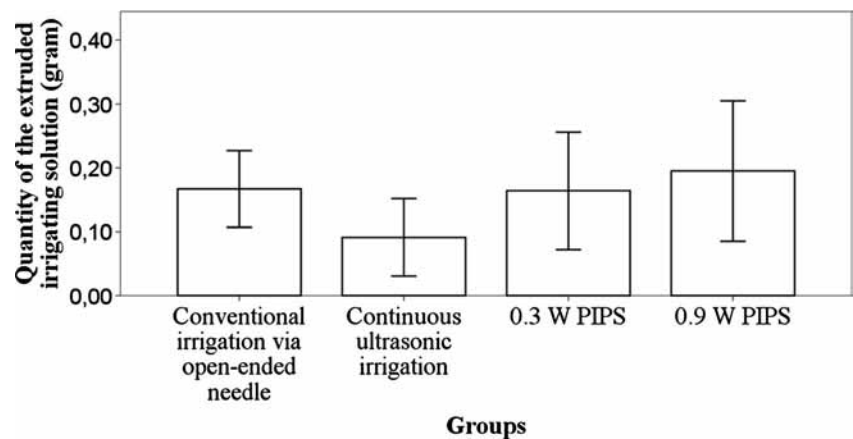 Quantity of the extruded
irrigating solution (gram)
0,40
0,30
0,20
0,10
0,00
Conventional
irrigation via
open-ended
needle
Continuous
ultrasonic
irrigation
0.3 W PIPS
0.9 W PIPS
Groups